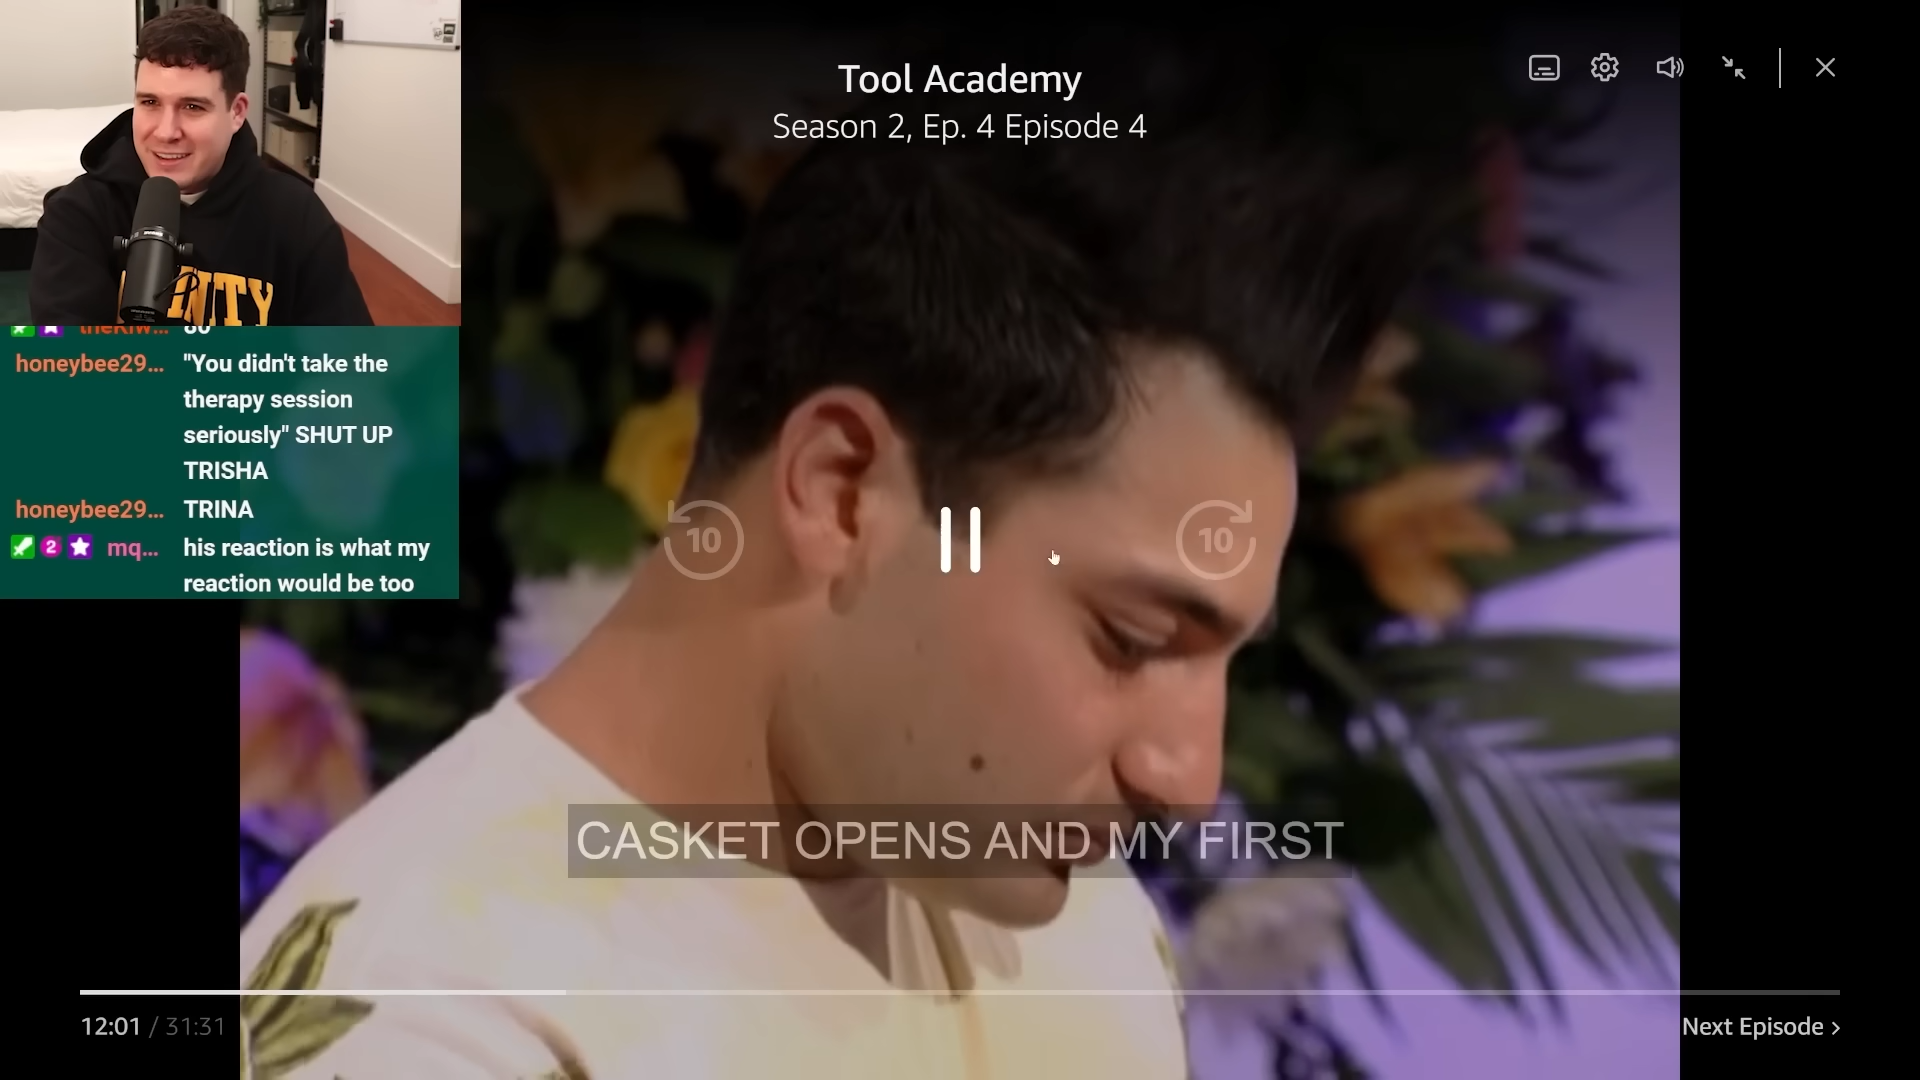 Tool Academy
Season 2, Ep. 4 Episode 4
honeybee29... "You didn't take the
therapy session
seriously" SHUT UP
TRISHA
honeybee29... TRINA
2 mq... his reaction is what my
reaction would be too
10
10
CASKET OPENS AND MY FIRST
12:01 / 31:31
Next Episode ›